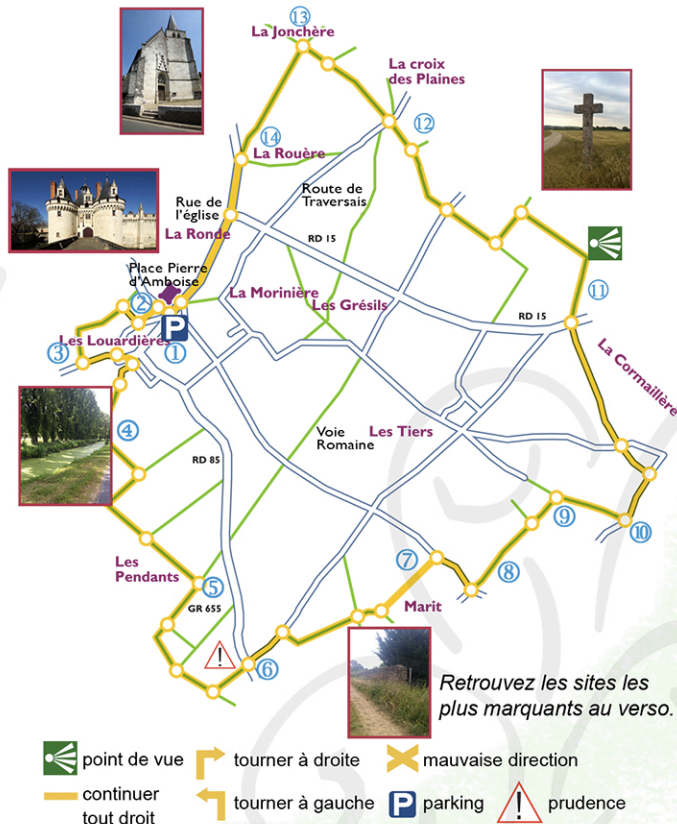 ⑬
La Jonchère
La croix
des Plaines
⑫
⑭
La Rouère
Route de
Traversais
Rue de
l'église
La Ronde
RD 15
Place Pierre
d'Amboise
②
La Morinière
Les Grésils
⑪
RD 15
P
Les Louardières
①
③
La Cormaillère
④
Voie
Romaine
Les Tiers
RD 85
⑨
⑩
⑦
Les
Pendants
⑤
⑧
GR 655
Marit
!
⑥
Retrouvez les sites les
plus marquants au verso.
point de vue
tourner à droite
mauvaise direction
continuer
tout droit
tourner à gauche
P parking
! prudence